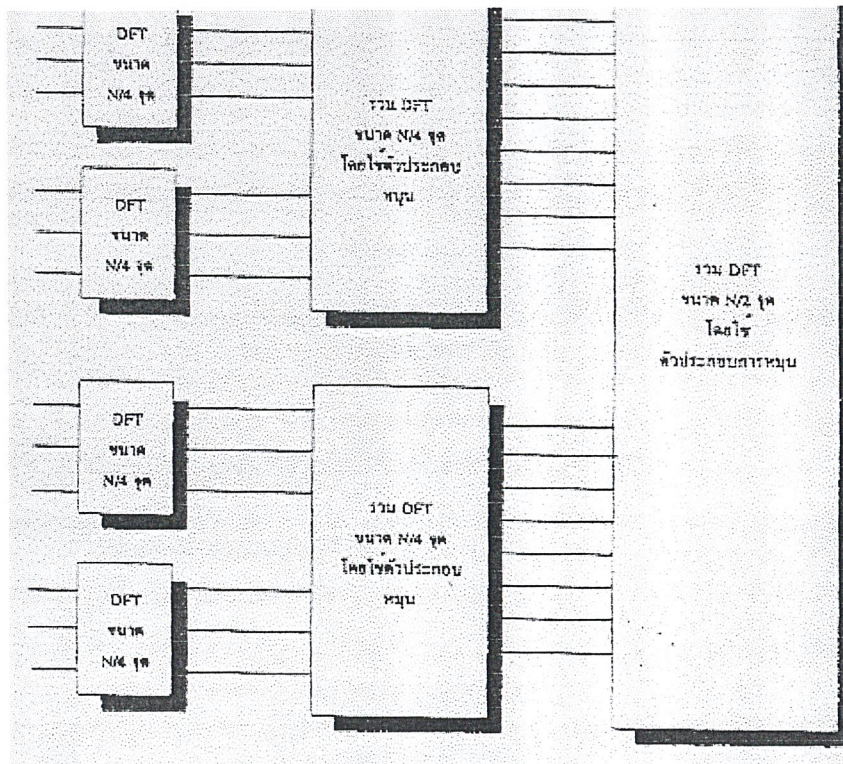 DFT
ขนาด
N/4 จุด
DFT
ขนาด
N/4 จุด
รวม DFT
ขนาด N/4 จุด
โดยใช้ตัวประกอบ
หมุน
DFT
ขนาด
N/4 จุด
DFT
ขนาด
N/4 จุด
รวม DFT
ขนาด N/4 จุด
โดยใช้ตัวประกอบ
หมุน
รวม DFT
ขนาด N/2 จุด
โดยใช้
ตัวประกอบการหมุน